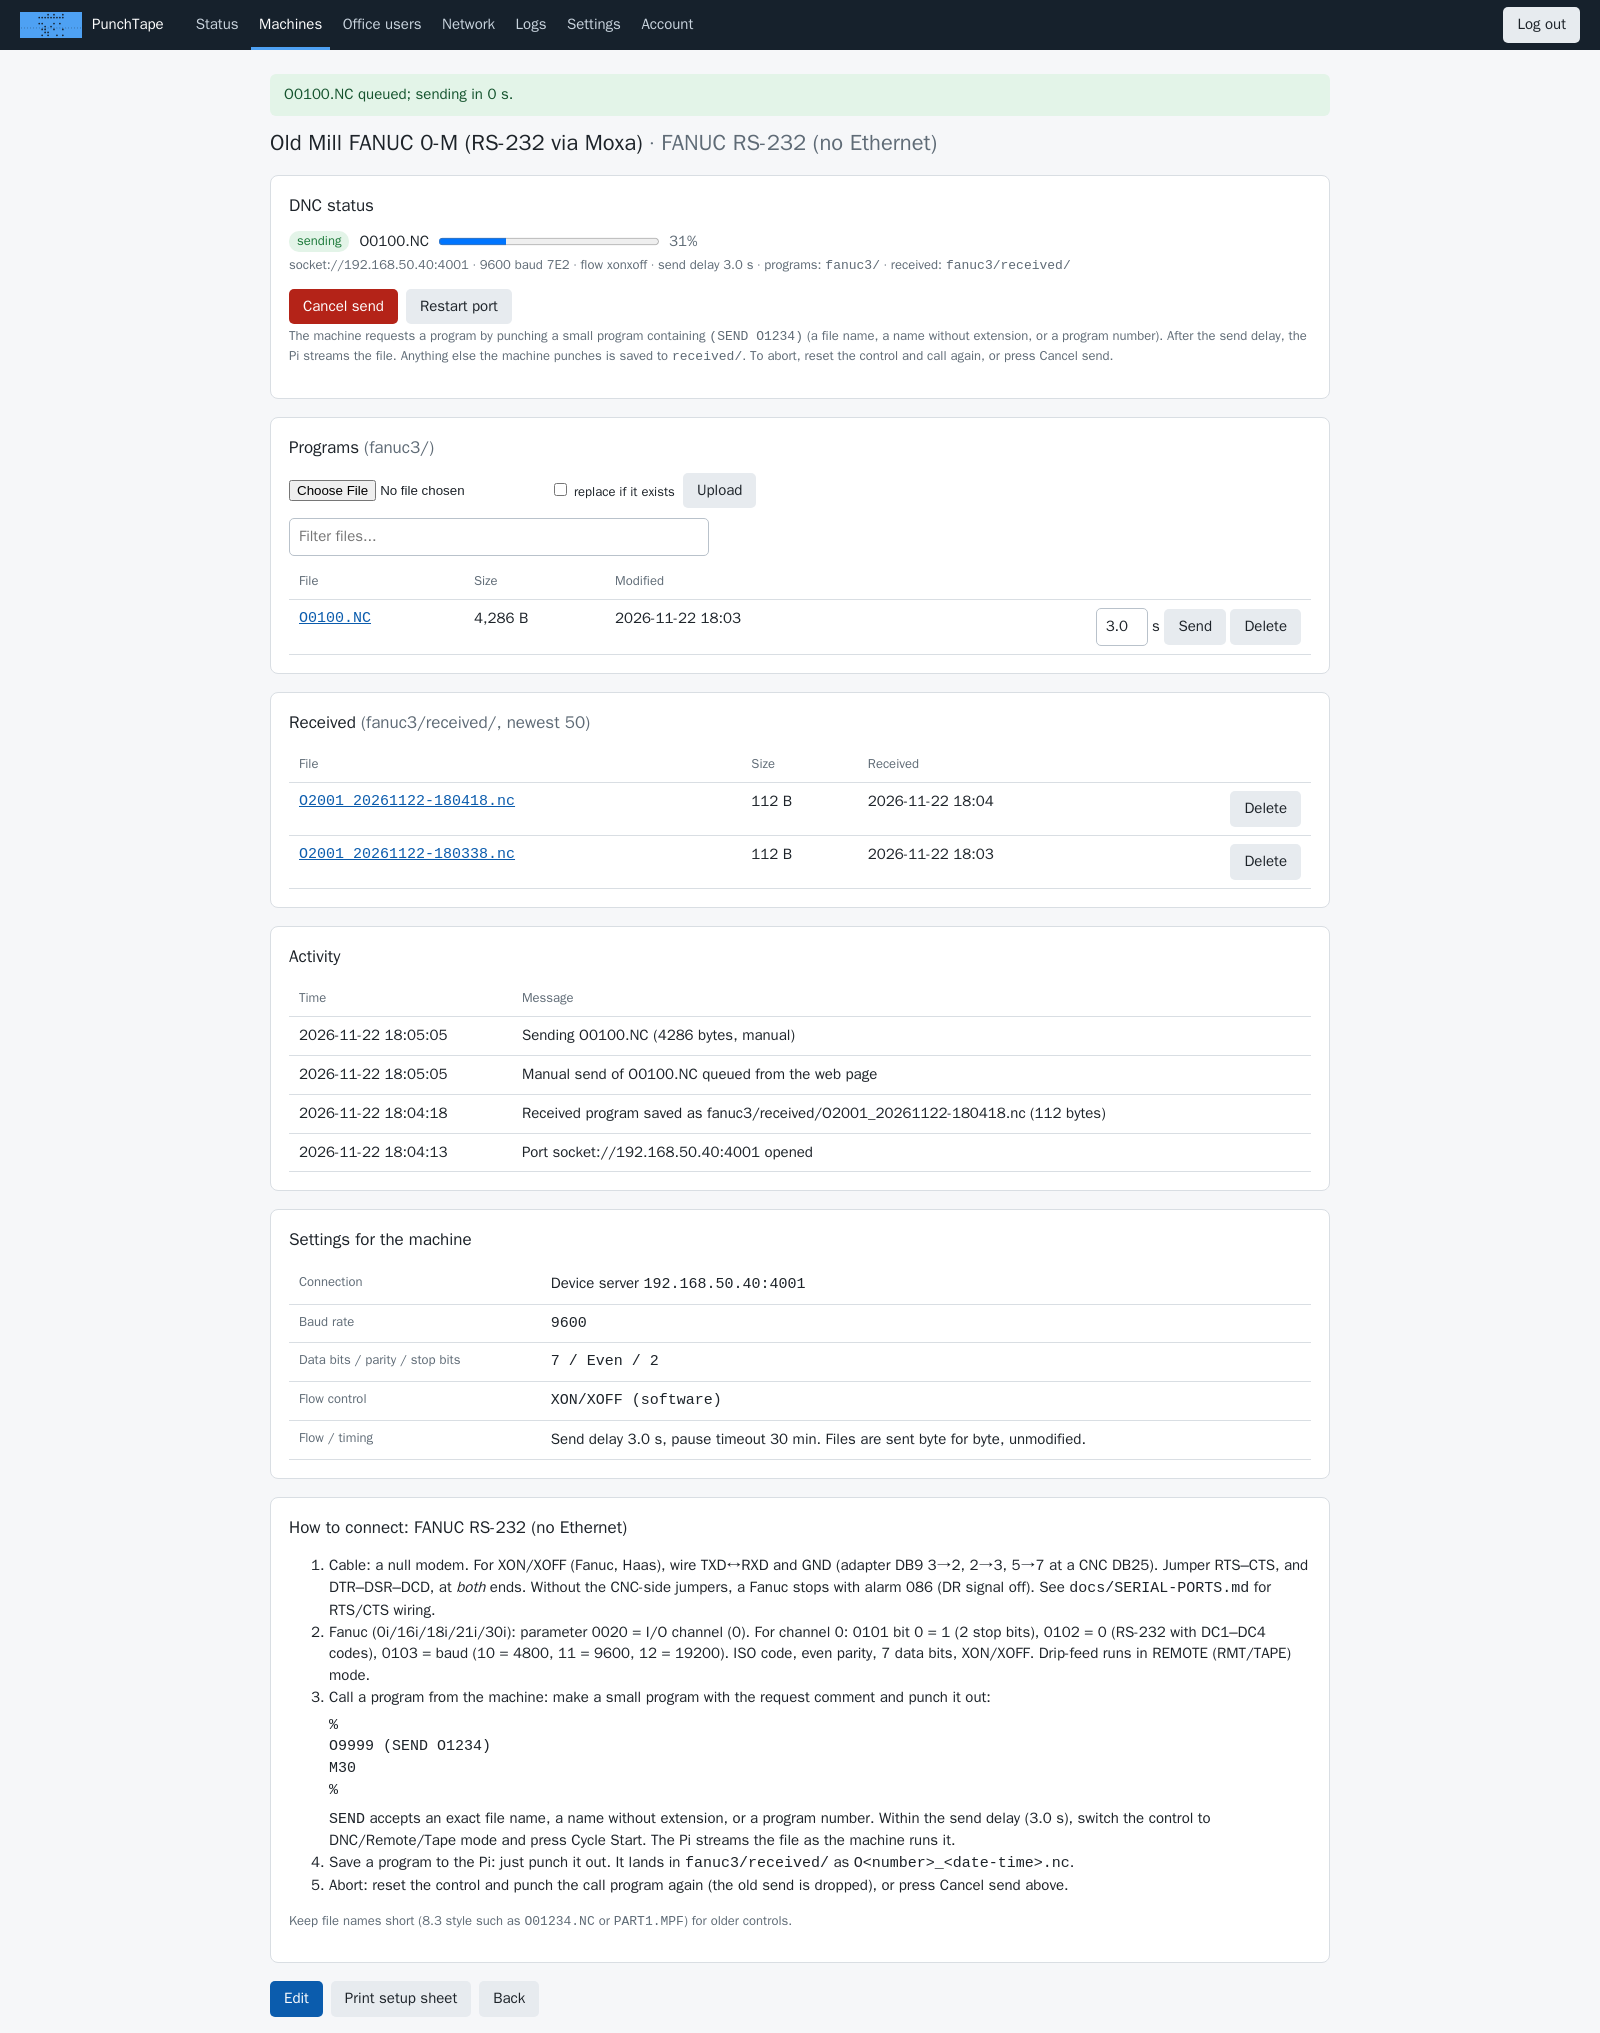 PunchTape Status Machines Office users Network Logs Settings Account Log out
O0100.NC queued; sending in 0 s.
Old Mill FANUC 0-M (RS-232 via Moxa) · FANUC RS-232 (no Ethernet)
DNC status
sending O0100.NC 31%
socket://192.168.50.40:4001 · 9600 baud 7E2 · flow xonxoff · send delay 3.0 s · programs: fanuc3/ · received: fanuc3/received/
Cancel send Restart port
The machine requests a program by punching a small program containing (SEND O1234) (a file name, a name without extension, or a program number). After the send delay, the
Pi streams the file. Anything else the machine punches is saved to received/. To abort, reset the control and call again, or press Cancel send.
Programs (fanuc3/)
Choose File No file chosen replace if it exists Upload
Filter files...
File Size Modified
O0100.NC 4,286 B 2026-11-22 18:03 3.0 s Send Delete
Received (fanuc3/received/, newest 50)
File Size Received
O2001_20261122-180418.nc 112 B 2026-11-22 18:04 Delete
O2001_20261122-180338.nc 112 B 2026-11-22 18:03 Delete
Activity
Time Message
2026-11-22 18:05:05 Sending O0100.NC (4286 bytes, manual)
2026-11-22 18:05:05 Manual send of O0100.NC queued from the web page
2026-11-22 18:04:18 Received program saved as fanuc3/received/O2001_20261122-180418.nc (112 bytes)
2026-11-22 18:04:13 Port socket://192.168.50.40:4001 opened
Settings for the machine
Connection Device server 192.168.50.40:4001
Baud rate 9600
Data bits / parity / stop bits 7 / Even / 2
Flow control XON/XOFF (software)
Flow / timing Send delay 3.0 s, pause timeout 30 min. Files are sent byte for byte, unmodified.
How to connect: FANUC RS-232 (no Ethernet)
1. Cable: a null modem. For XON/XOFF (Fanuc, Haas), wire TXD↔RXD and GND (adapter DB9 3→2, 2→3, 5→7 at a CNC DB25). Jumper RTS–CTS, and
DTR–DSR–DCD, at both ends. Without the CNC-side jumpers, a Fanuc stops with alarm 086 (DR signal off). See docs/SERIAL-PORTS.md for
RTS/CTS wiring.
2. Fanuc (0i/16i/18i/21i/30i): parameter 0020 = I/O channel (0). For channel 0: 0101 bit 0 = 1 (2 stop bits), 0102 = 0 (RS-232 with DC1–DC4
codes), 0103 = baud (10 = 4800, 11 = 9600, 12 = 19200). ISO code, even parity, 7 data bits, XON/XOFF. Drip-feed runs in REMOTE (RMT/TAPE)
mode.
3. Call a program from the machine: make a small program with the request comment and punch it out:
%
O9999 (SEND O1234)
M30
%
SEND accepts an exact file name, a name without extension, or a program number. Within the send delay (3.0 s), switch the control to
DNC/Remote/Tape mode and press Cycle Start. The Pi streams the file as the machine runs it.
4. Save a program to the Pi: just punch it out. It lands in fanuc3/received/ as O<number>_<date-time>.nc.
5. Abort: reset the control and punch the call program again (the old send is dropped), or press Cancel send above.
Keep file names short (8.3 style such as O01234.NC or PART1.MPF) for older controls.
Edit Print setup sheet Back